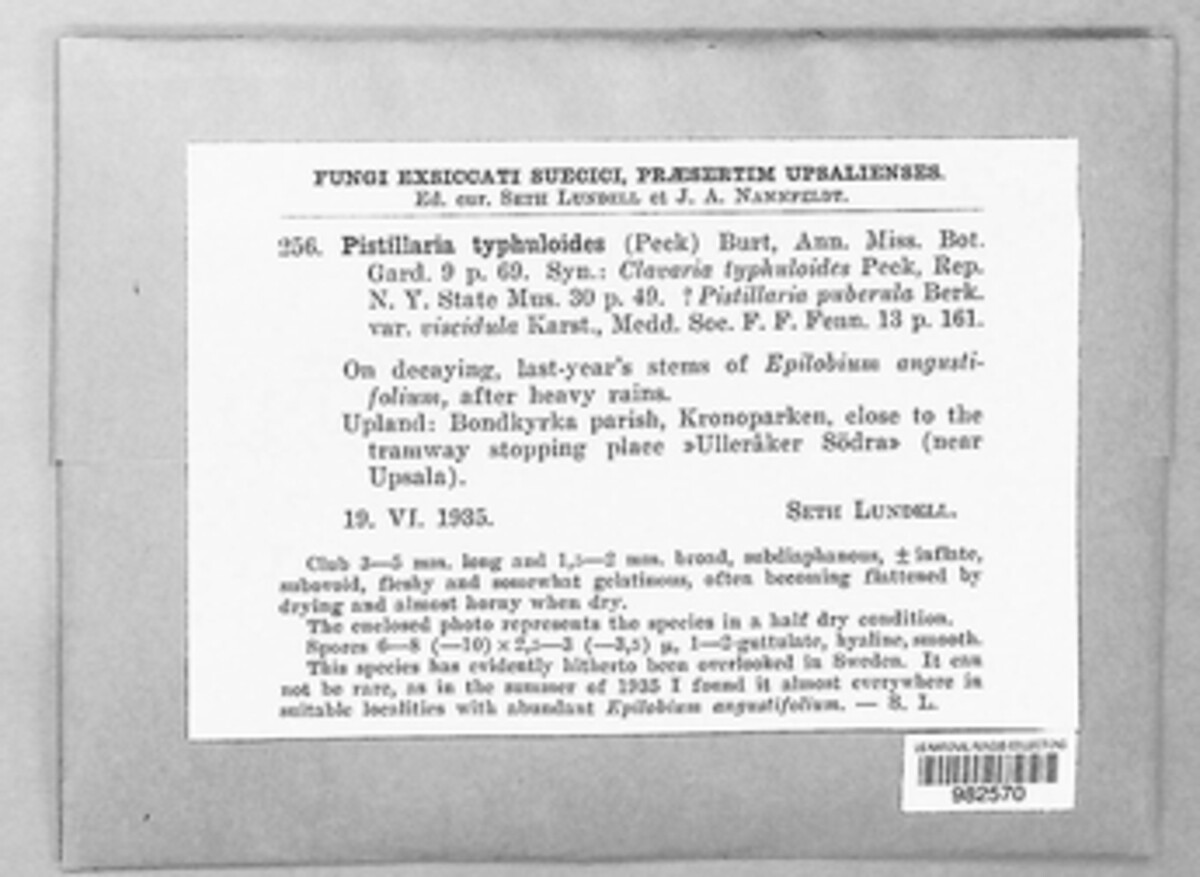 FUNGI EXSICCATI SUECICI, PRÆSERTIM UPSALIENSES.
Ed. cur. SETH LUNDELL et J. A. NANNFELDT.
256. Pistillaria typhuloides (Peck) Burt, Ann. Miss. Bot.
Gard. 9 p. 69. Syn.: Clavaria typhuloides Peck, Rep.
N. Y. State Mus. 30 p. 49. ? Pistillaria puberula Berk.
var. viscidula Karst., Medd. Soc. F. F. Fenn. 13 p. 161.
On decaying, last-year's stems of Epilobium angusti-
folium, after heavy rains.
Upland: Bondkyrka parish, Kronoparken, close to the
tramway stopping place »Ulleråker Södra» (near
Upsala).
19. VI. 1935. SETH LUNDELL.
Club 3—5 mm. long and 1,5—2 mm. broad, subdiaphanous, ± inflate,
subovoid, fleshy and somewhat gelatinous, often becoming flattened by
drying and almost horny when dry.
The enclosed photo represents the species in a half dry condition.
Spores 6—8 (—10) × 2,5—3 (—3,5) µ, 1—2-guttulate, hyaline, smooth.
This species has evidently hitherto been overlooked in Sweden. It can
not be rare, as in the summer of 1935 I found it almost everywhere in
suitable localities with abundant Epilobium angustifolium. — S. L.
US NATIONAL FUNGUS COLLECTIONS
982570